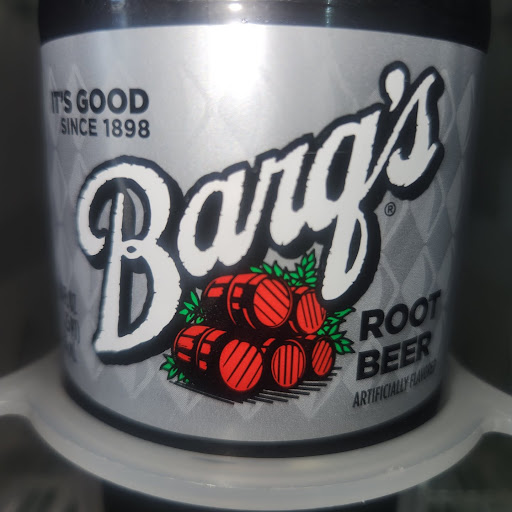 IT'S GOOD
SINCE 1898
Barq's
®
ROOT
BEER
ARTIFICIALLY FLAVORED